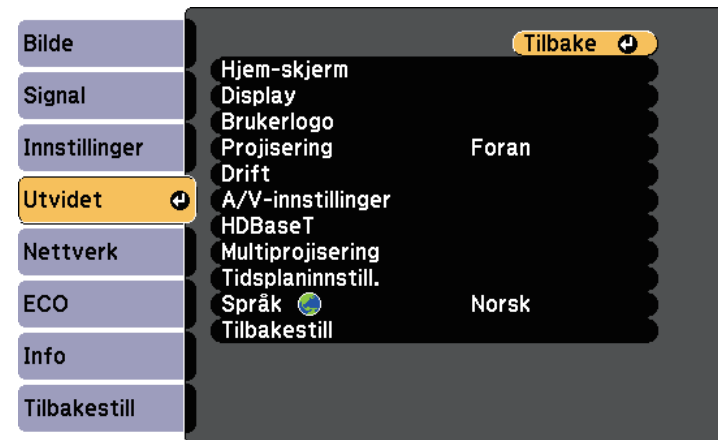 Bilde
Signal
Innstillinger
Utvidet
Nettverk
ECO
Info
Tilbakestill
Tilbake
Hjem-skjerm
Display
Brukerlogo
Projisering Foran
Drift
A/V-innstillinger
HDBaseT
Multiprojisering
Tidsplaninnstill.
Språk Norsk
Tilbakestill